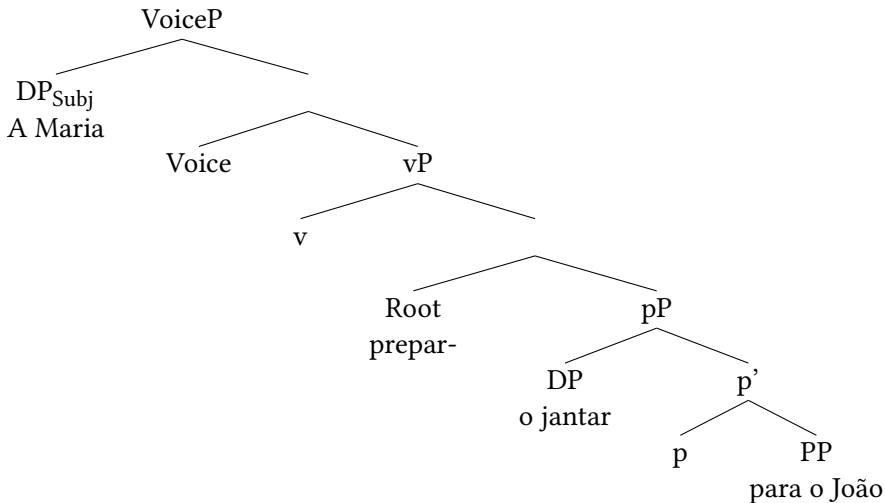 VoiceP
DPSubj
A Maria
Voice vP
v
Root pP
prepar-
DP p’
o jantar
p PP
para o João